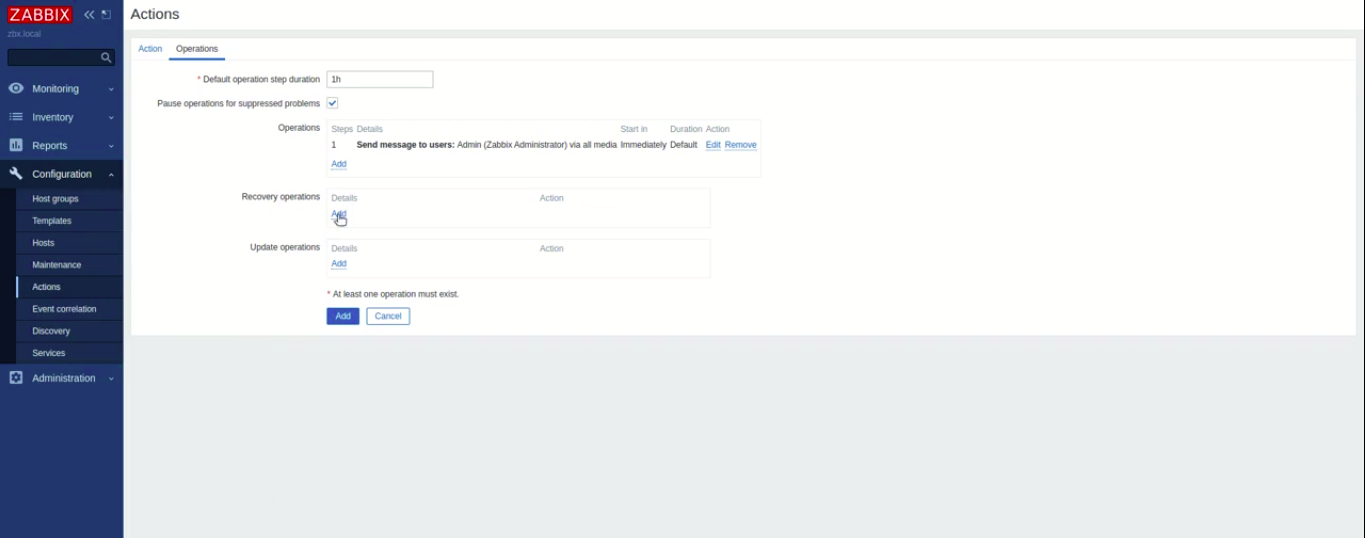 ZABBIX
zbx.local
Monitoring
Inventory
Reports
Configuration
Host groups
Templates
Hosts
Maintenance
Actions
Event correlation
Discovery
Services
Administration
Actions
Action Operations
* Default operation step duration 1h
Pause operations for suppressed problems
Operations Steps Details Start in Duration Action
1 Send message to users: Admin (Zabbix Administrator) via all media Immediately Default Edit Remove
Add
Recovery operations Details Action
Add
Update operations Details Action
Add
* At least one operation must exist.
Add Cancel